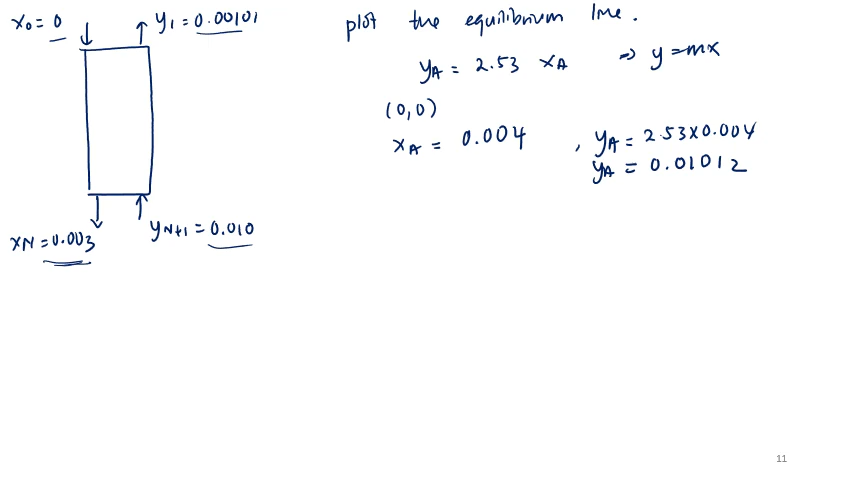 x₀ = 0
y₁ = 0.00101
xN = 0.003
yN+1 = 0.010
plot the equilibrium line.
yA = 2.53 xA ⇒ y = mx
(0,0)
xA = 0.004 , yA = 2.53 x 0.004
yA = 0.01012
11